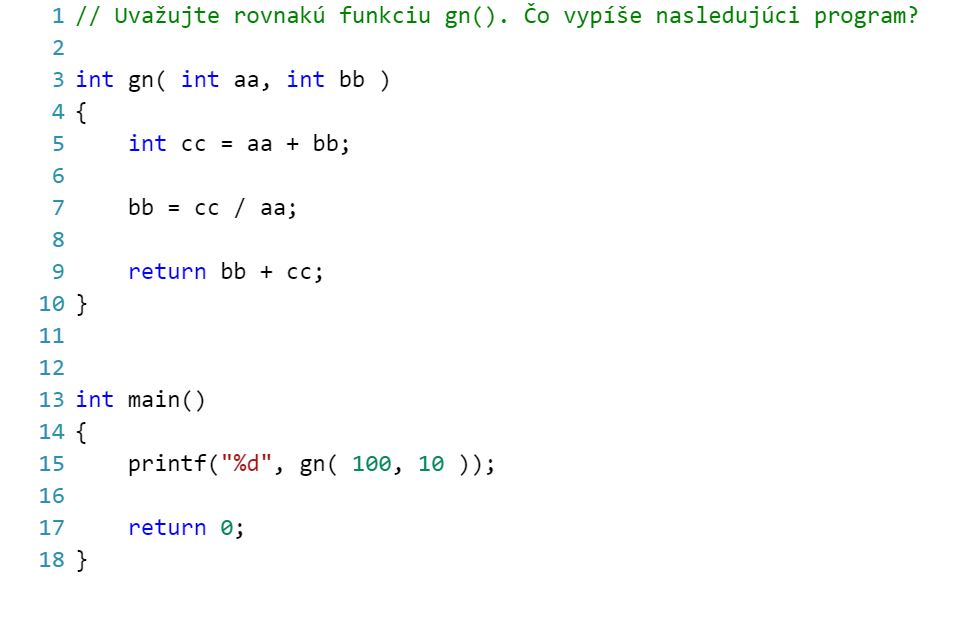 1 // Uvažujte rovnakú funkciu gn(). Čo vypíše nasledujúci program?
2
3 int gn( int aa, int bb )
4 {
5     int cc = aa + bb;
6
7     bb = cc / aa;
8
9     return bb + cc;
10 }
11
12
13 int main()
14 {
15     printf("%d", gn( 100, 10 ));
16
17     return 0;
18 }